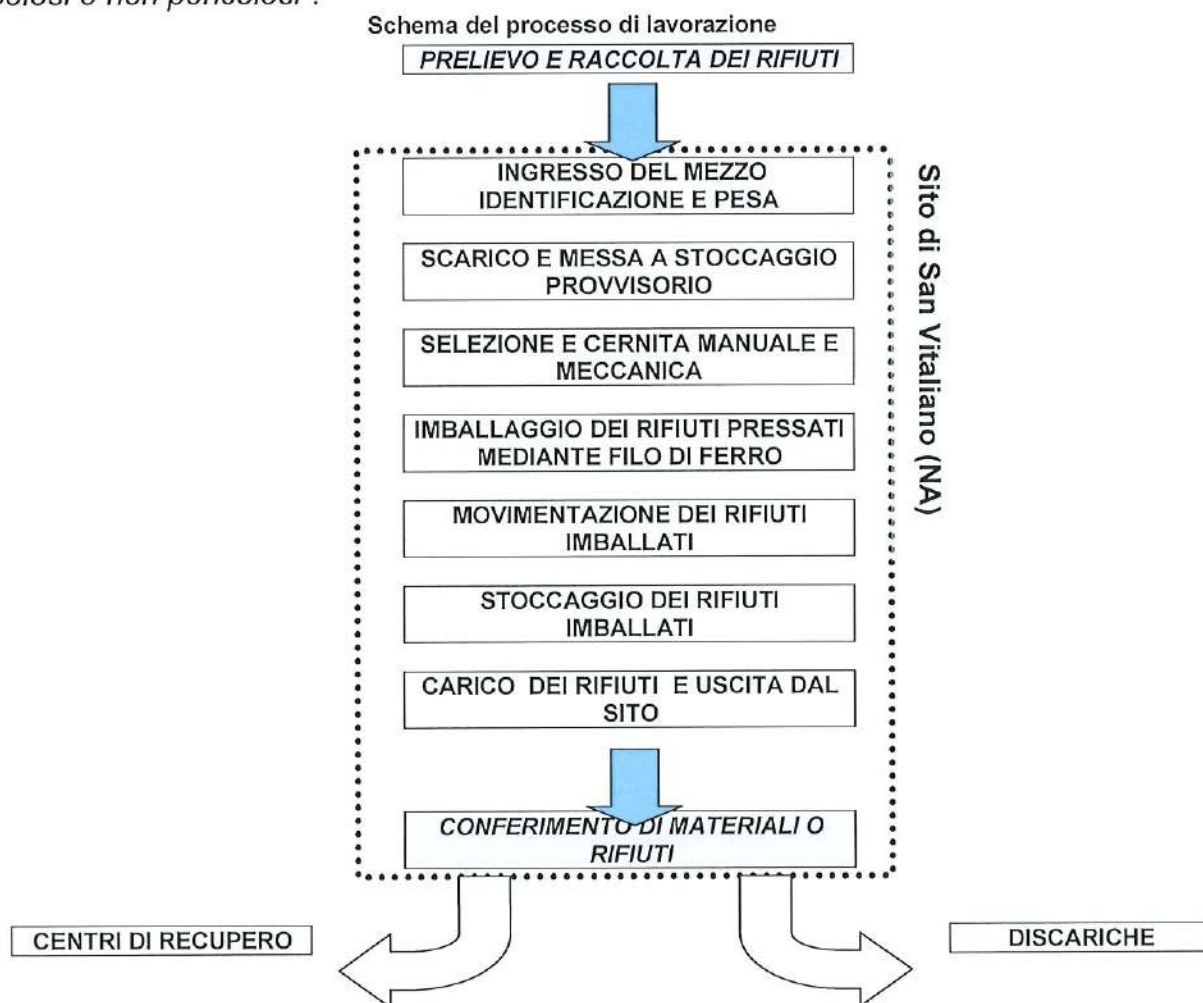 o non pericolosi".
Schema del processo di lavorazione
PRELIEVO E RACCOLTA DEI RIFIUTI
INGRESSO DEL MEZZO
IDENTIFICAZIONE E PESA
SCARICO E MESSA A STOCCAGGIO
PROVVISORIO
SELEZIONE E CERNITA MANUALE E
MECCANICA
IMBALLAGGIO DEI RIFIUTI PRESSATI
MEDIANTE FILO DI FERRO
MOVIMENTAZIONE DEI RIFIUTI
IMBALLATI
STOCCAGGIO DEI RIFIUTI
IMBALLATI
CARICO DEI RIFIUTI E USCITA DAL
SITO
CONFERIMENTO DI MATERIALI O
RIFIUTI
Sito di San Vitaliano (NA)
CENTRI DI RECUPERO
DISCARICHE